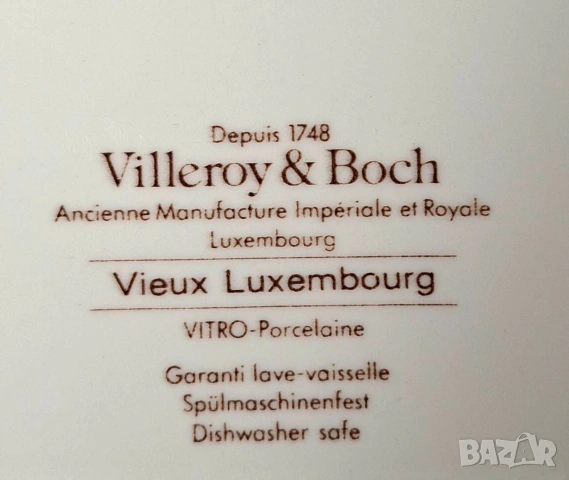 Depuis 1748
Villeroy & Boch
Ancienne Manufacture Impériale et Royale
Luxembourg
Vieux Luxembourg
VITRO-Porcelaine
Garanti lave-vaisselle
Spülmaschinenfest
Dishwasher safe
BAZAR